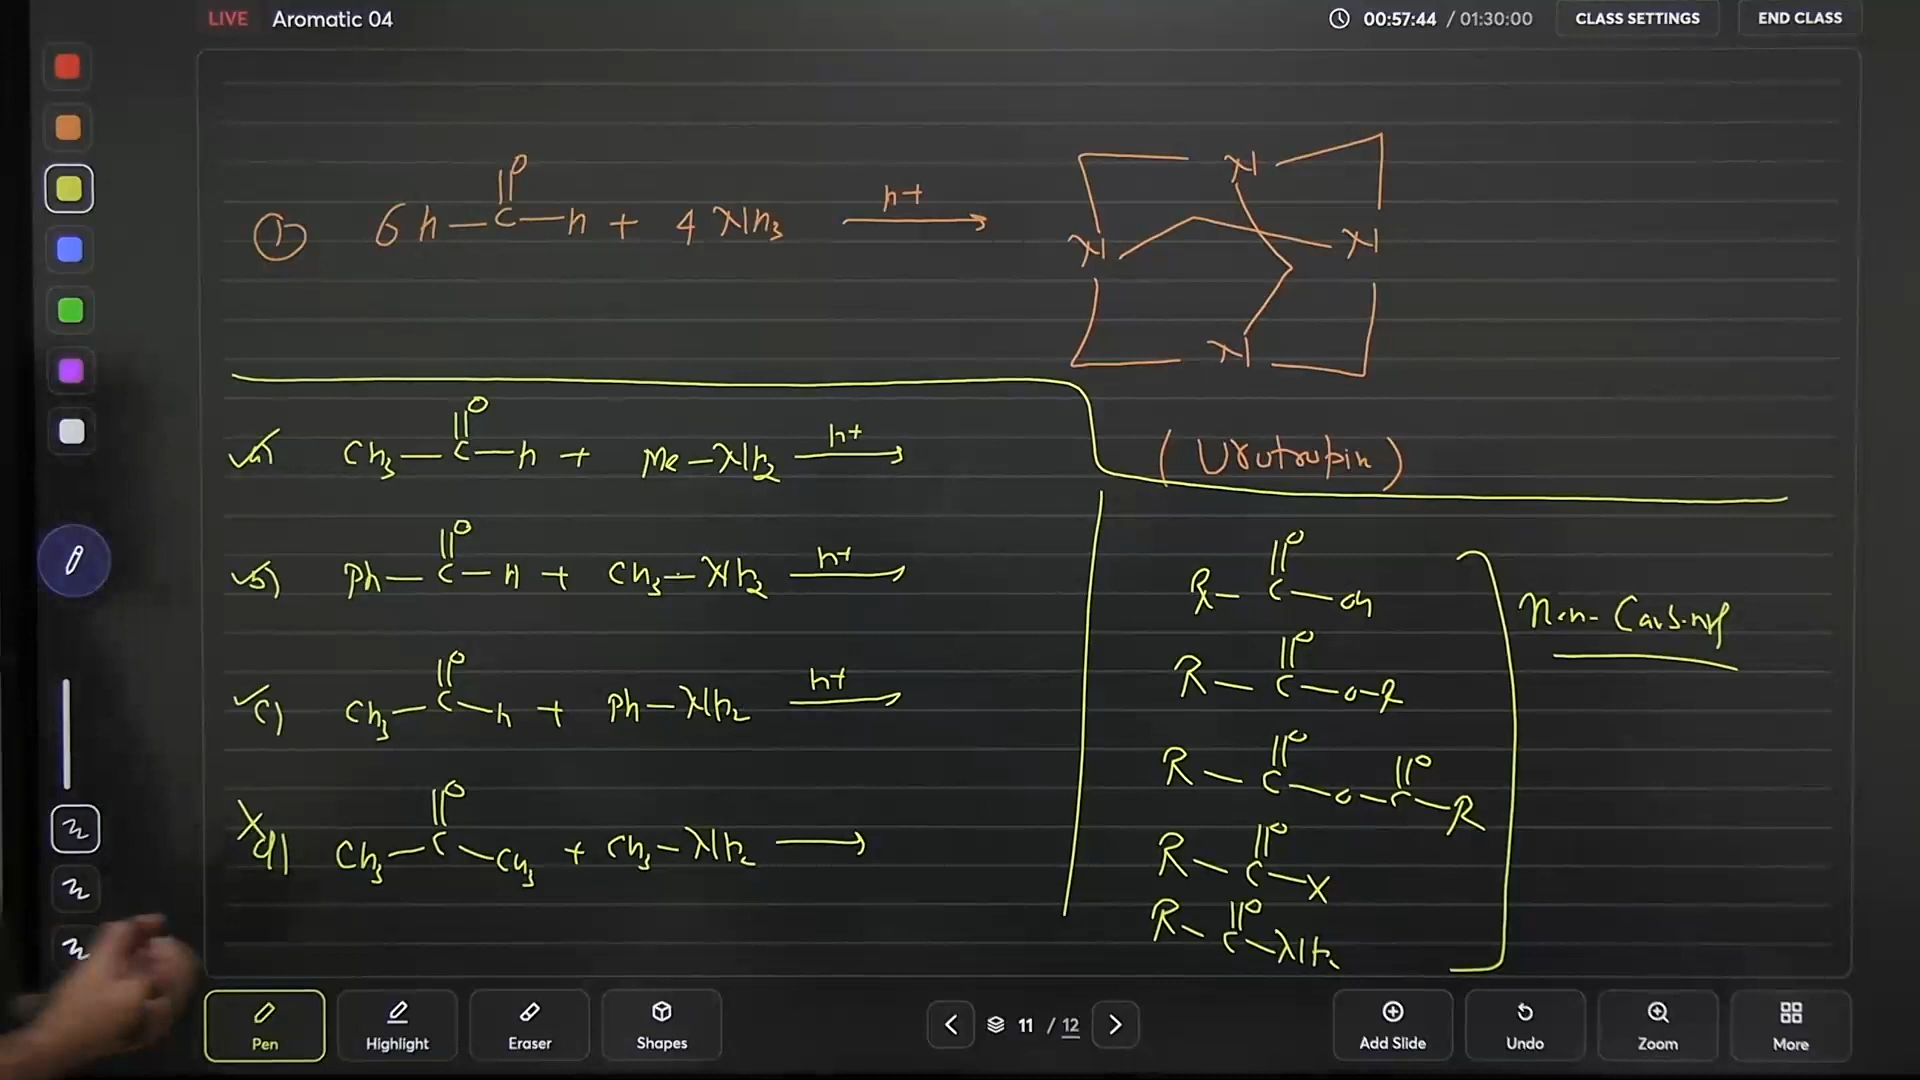 LIVE Aromatic 04 00:57:44 / 01:30:00 CLASS SETTINGS END CLASS
① 6 H–C(=O)–H + 4 NH3 —H+→ N N N N
(Urotropin)
a) CH3–C(=O)–H + Me–NH2 —H+→
b) Ph–C(=O)–H + CH3–NH2 —H+→
c) CH3–C(=O)–H + Ph–NH2 —H+→
d) CH3–C(=O)–CH3 + CH3–NH2 →
R–C(=O)–OH
R–C(=O)–O–R
R–C(=O)–O–C(=O)–R
R–C(=O)–X
R–C(=O)–NH2
Non-Carbonyl
Pen Highlight Eraser Shapes 11 / 12 Add Slide Undo Zoom More